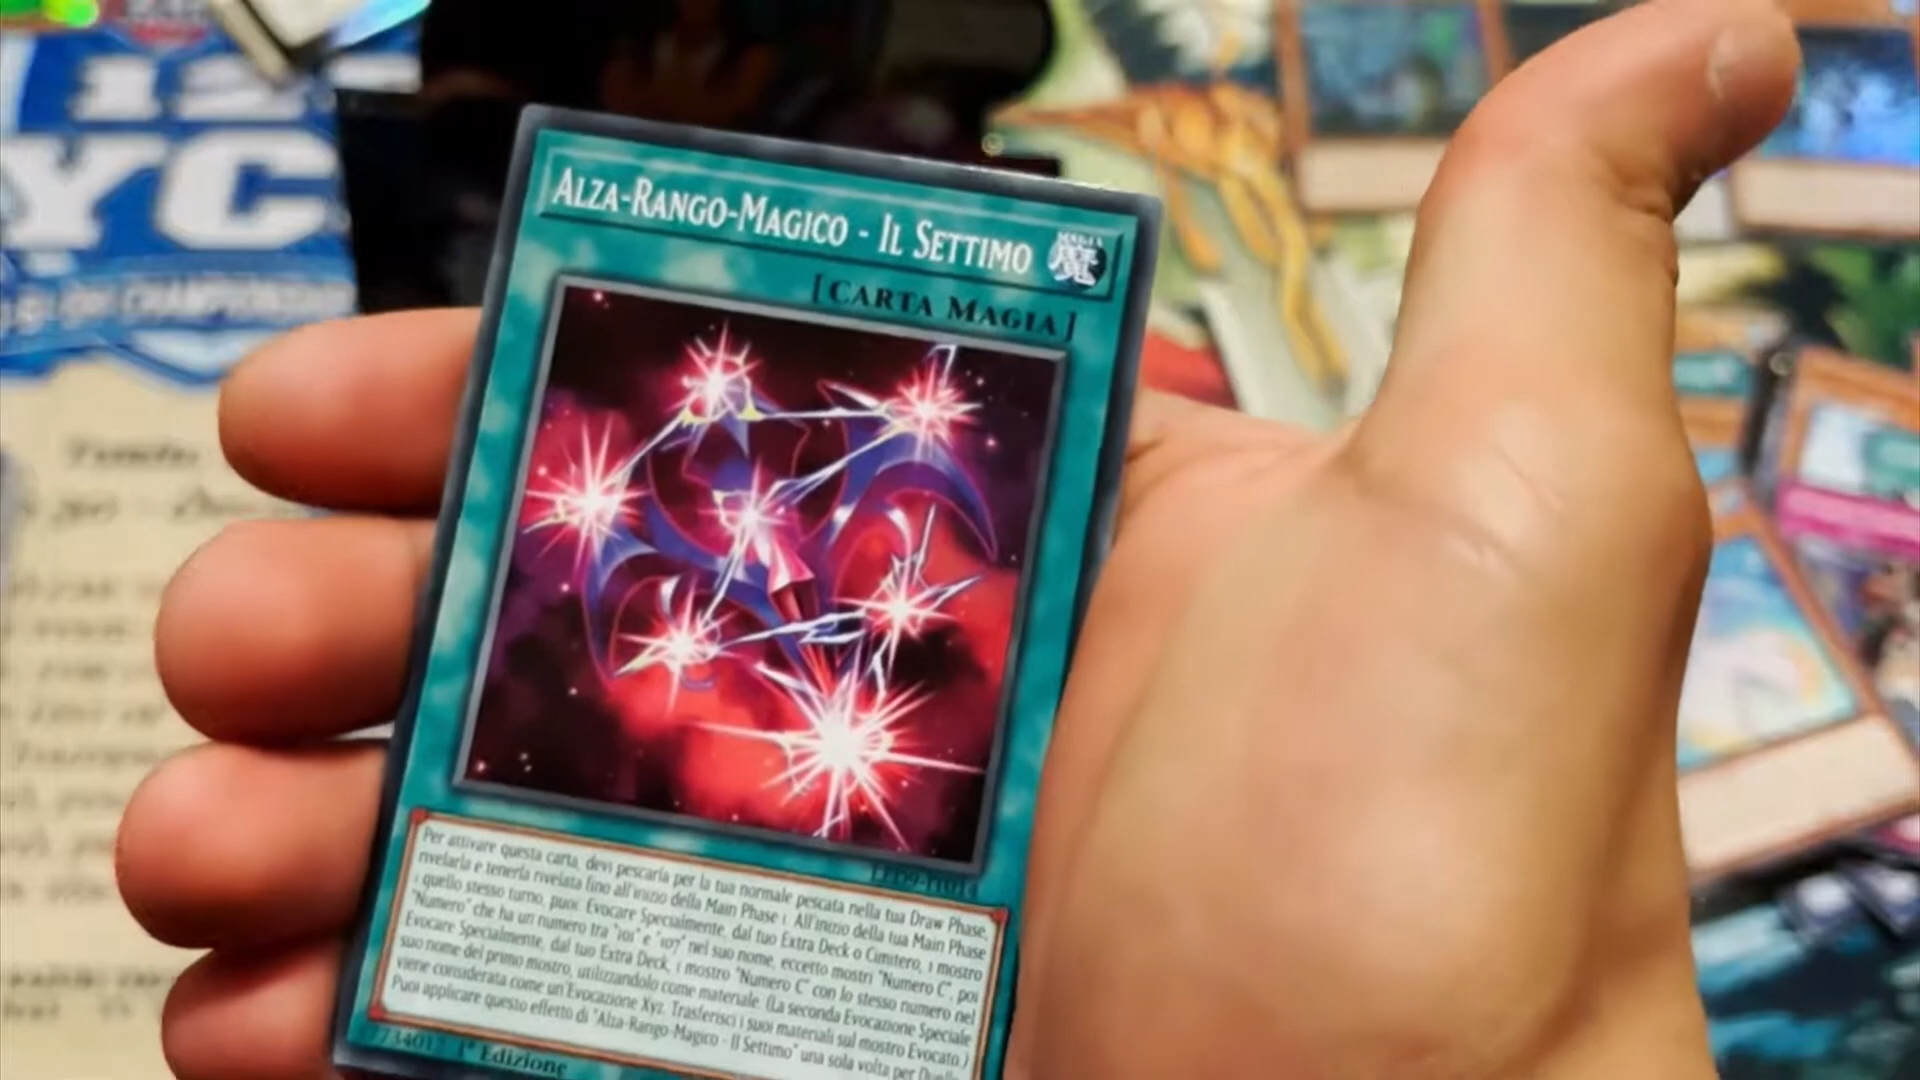 YC
ALZA-RANGO-MAGICO - IL SETTIMO
MAGIA
[CARTA MAGIA]
LED9-IT014
Per attivare questa carta, devi pescarla per la tua normale pescata nella tua Draw Phase,
rivelarla e tenerla rivelata fino all'inizio della Main Phase 1. All'inizio della tua Main Phase
1 quello stesso turno, puoi: Evocare Specialmente, dal tuo Extra Deck o Cimitero, 1 mostro
"Numero" che ha un numero tra "101" e "107" nel suo nome, eccetto mostri "Numero C", poi
Evocare Specialmente, dal tuo Extra Deck, 1 mostro "Numero C" con lo stesso numero nel
suo nome del primo mostro, utilizzandolo come materiale. (La seconda Evocazione Speciale
viene considerata come un'Evocazione Xyz. Trasferisci i suoi materiali sul mostro Evocato.)
Puoi applicare questo effetto di "Alza-Rango-Magico - Il Settimo" una sola volta per Duello.
1ª Edizione